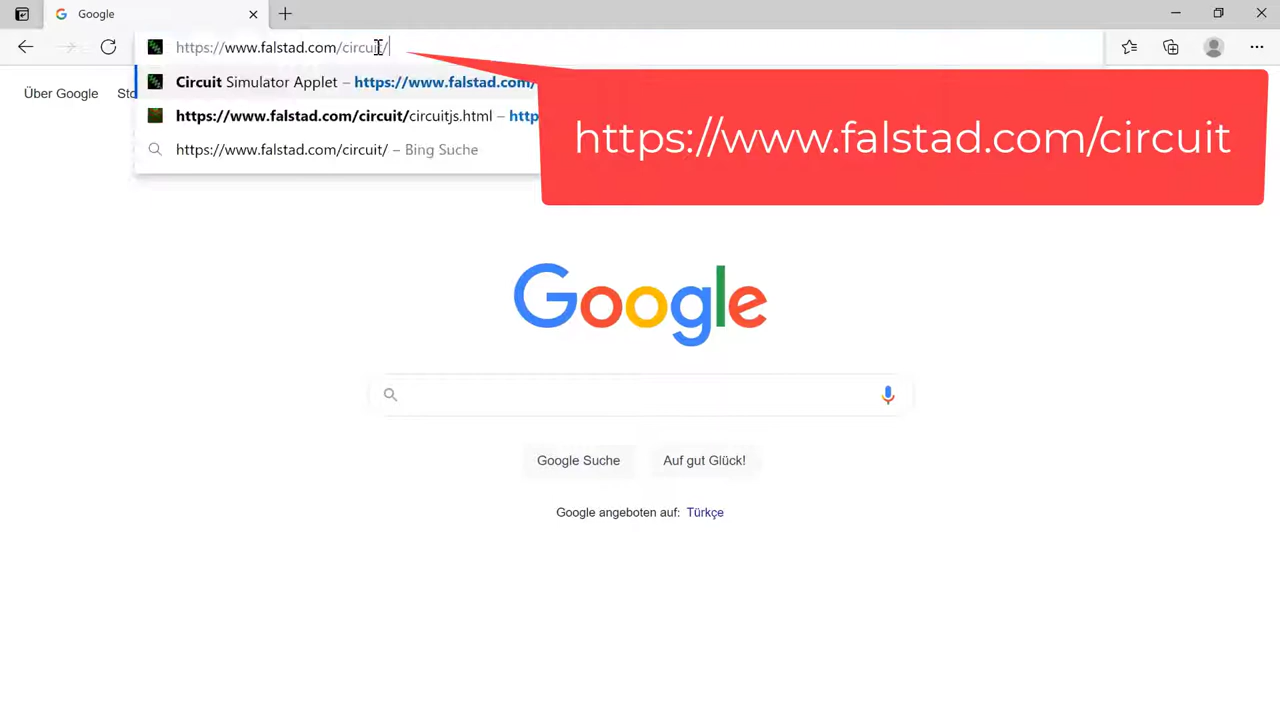 Google
https://www.falstad.com/circuit/
Circuit Simulator Applet – https://www.falstad.com/
https://www.falstad.com/circuit/circuitjs.html – http
https://www.falstad.com/circuit/ – Bing Suche
https://www.falstad.com/circuit
Über Google
Google
Google Suche
Auf gut Glück!
Google angeboten auf: Türkçe